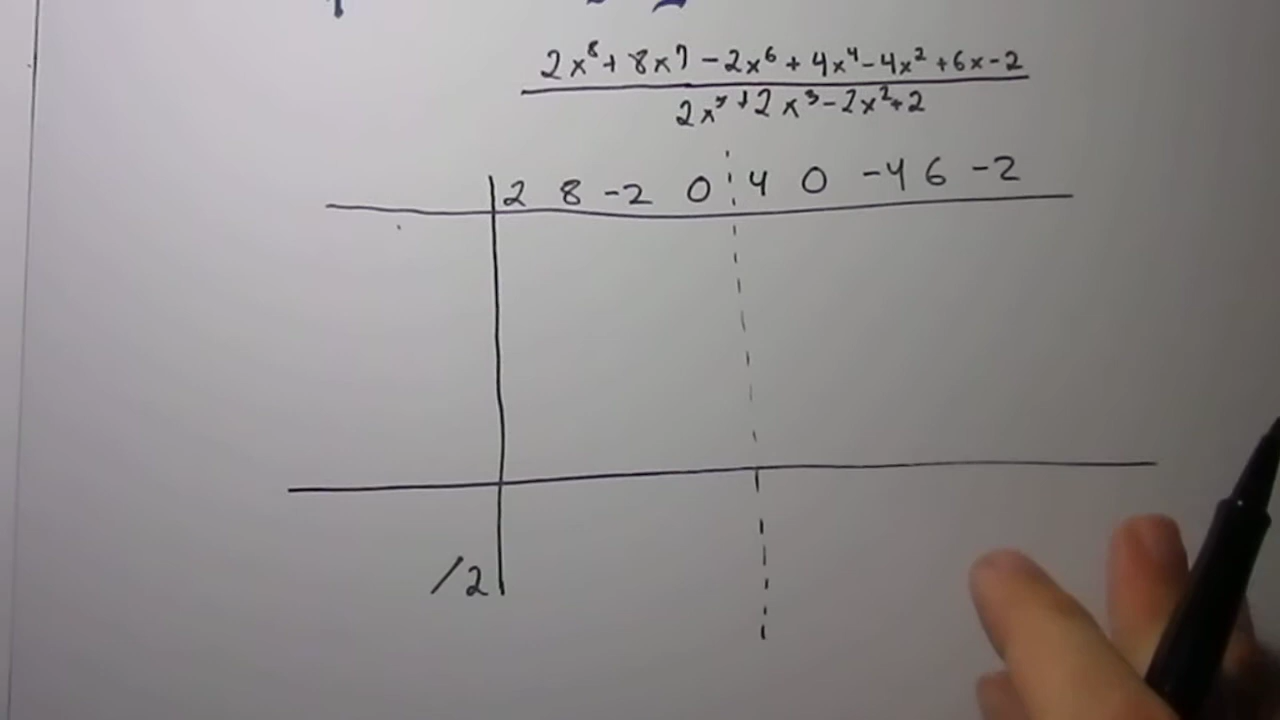 2x⁸ + 8x⁷ - 2x⁶ + 4x⁴ - 4x² + 6x - 2
2x⁵ + 2x³ - 2x² + 2
2 8 -2 0 4 0 -4 6 -2
/2